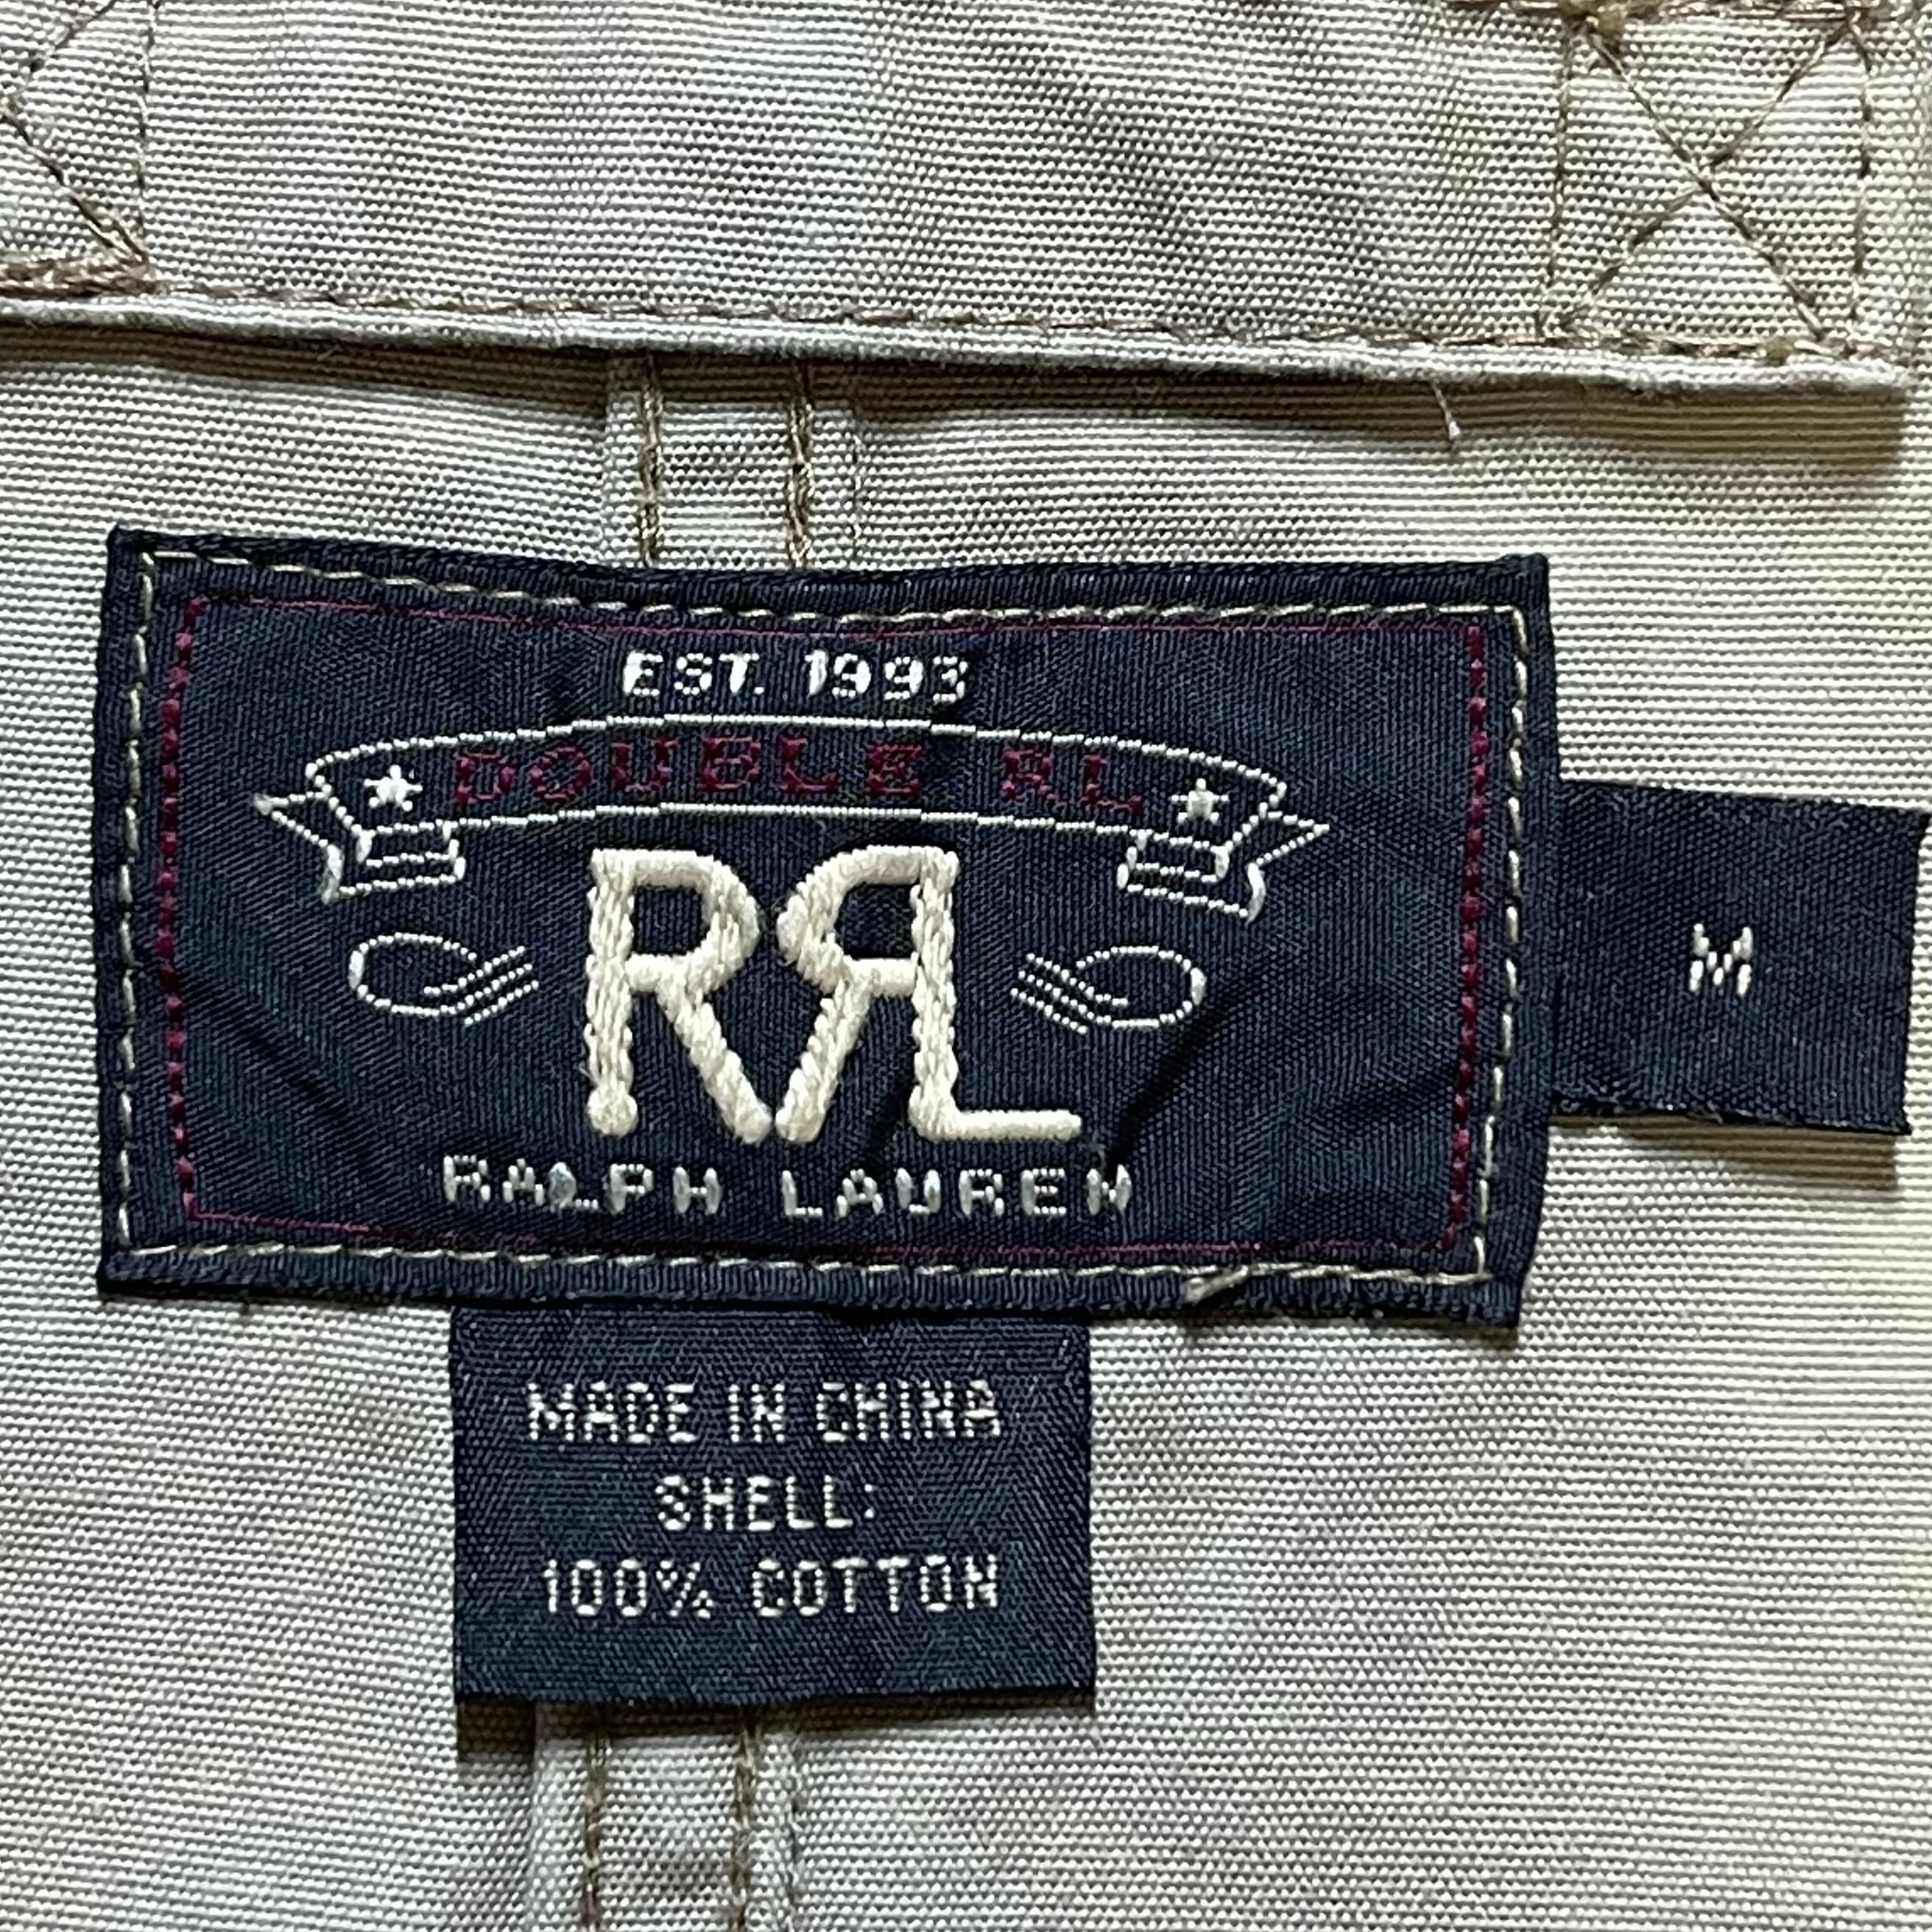 EST. 1993
DOUBLE RL
RRL
RALPH LAUREN
M
MADE IN CHINA
SHELL:
100% COTTON